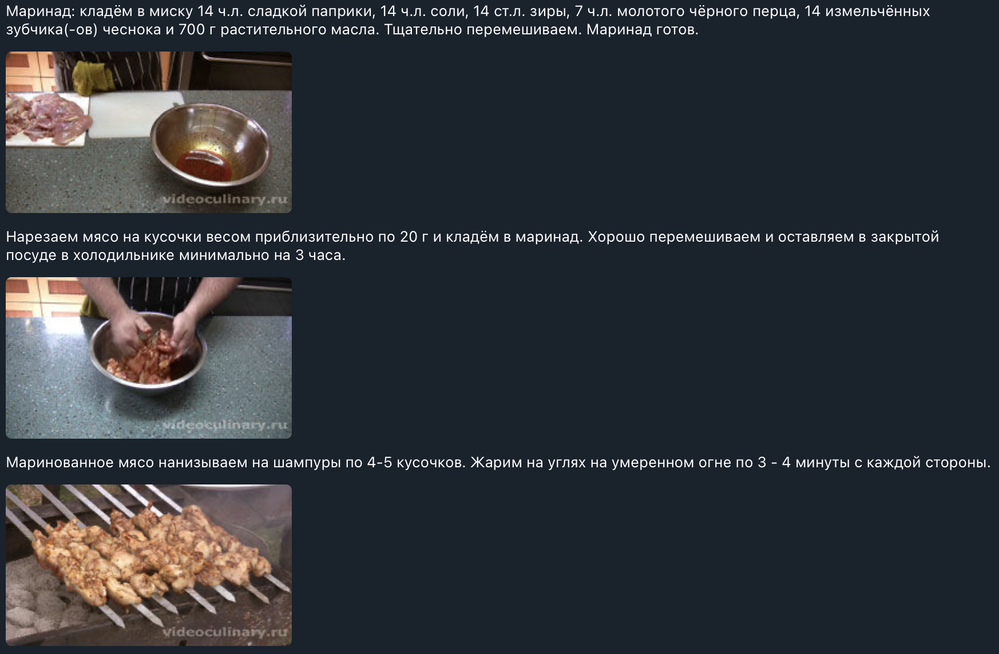 Маринад: кладём в миску 14 ч.л. сладкой паприки, 14 ч.л. соли, 14 ст.л. зиры, 7 ч.л. молотого чёрного перца, 14 измельчённых
зубчика(-ов) чеснока и 700 г растительного масла. Тщательно перемешиваем. Маринад готов.
videoculinary.ru
Нарезаем мясо на кусочки весом приблизительно по 20 г и кладём в маринад. Хорошо перемешиваем и оставляем в закрытой
посуде в холодильнике минимально на 3 часа.
videoculinary.ru
Маринованное мясо нанизываем на шампуры по 4-5 кусочков. Жарим на углях на умеренном огне по 3 - 4 минуты с каждой стороны.
videoculinary.ru